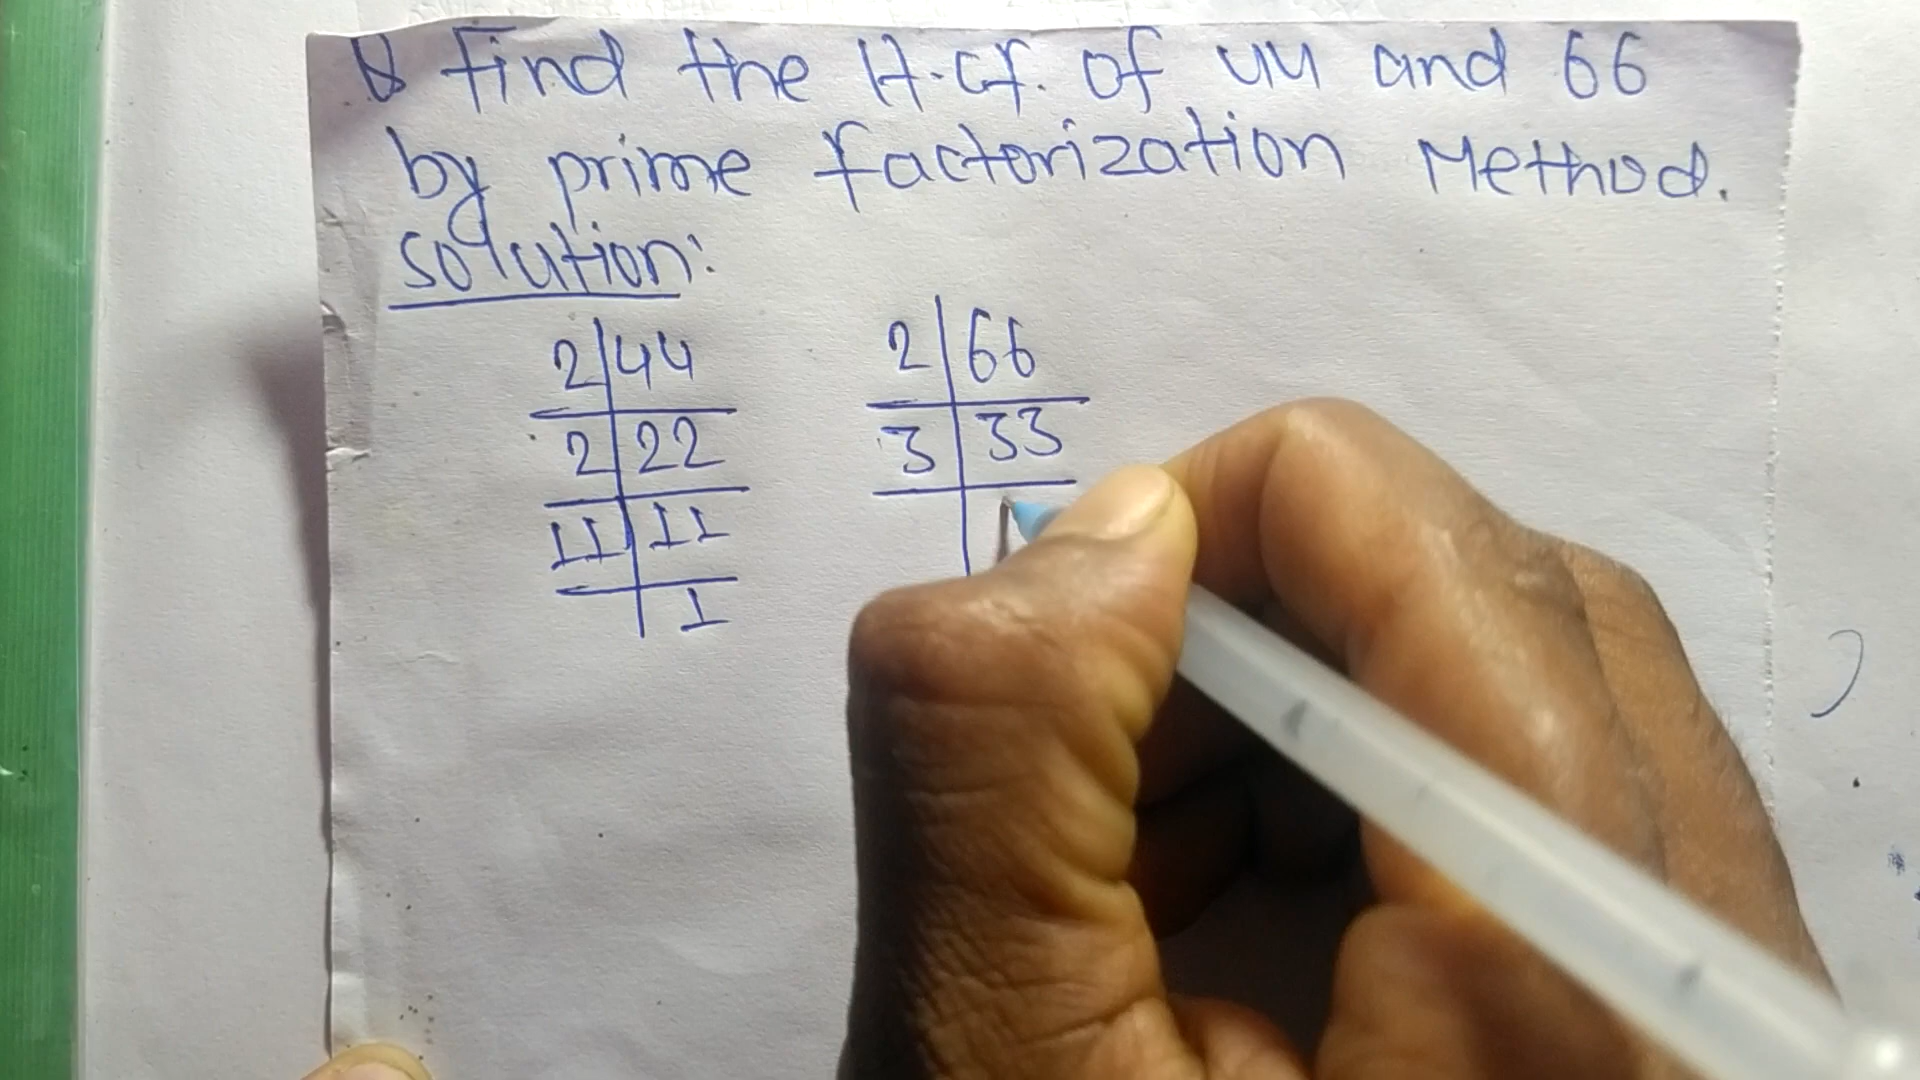 Q Find the H.C.F. of 44 and 66
by prime factorization Method.
Solution:
2 44
2 22
11 11
1
2 66
3 33